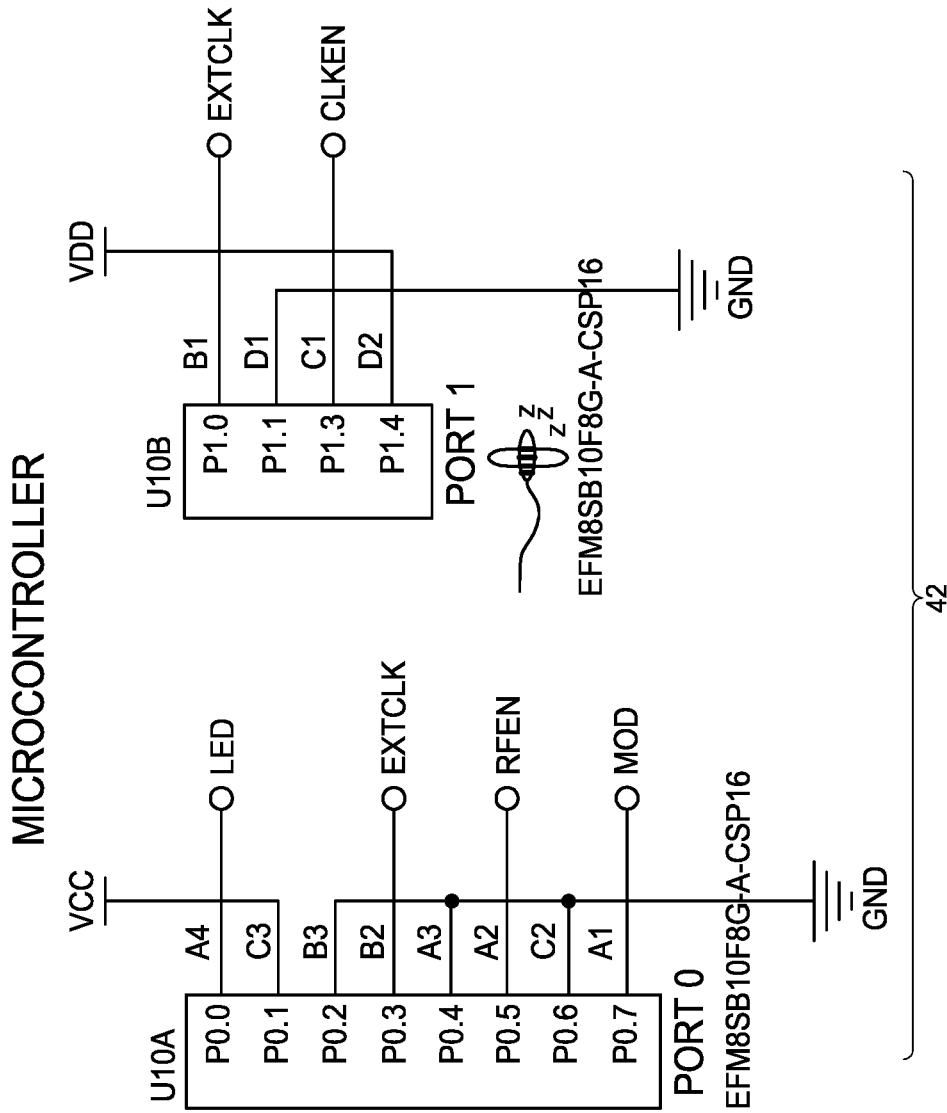 MICROCONTROLLER
U10A
P0.0 A4 LED
P0.1 C3 VCC
P0.2 B3
P0.3 B2 EXTCLK
P0.4 A3
P0.5 A2 RFEN
P0.6 C2
P0.7 A1 MOD
PORT 0
EFM8SB10F8G-A-CSP16
GND
U10B
VDD
P1.0 B1 EXTCLK
P1.1 D1
P1.3 C1 CLKEN
P1.4 D2
PORT 1
z z z
EFM8SB10F8G-A-CSP16
GND
42